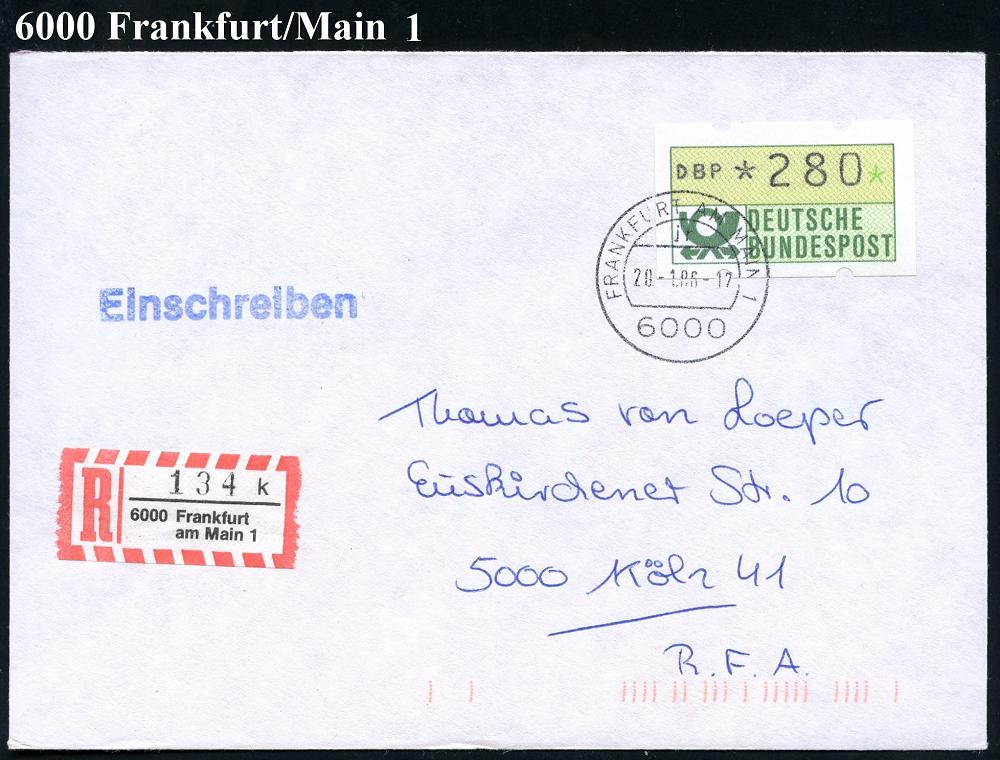 6000 Frankfurt/Main 1
DBP *280*
DEUTSCHE
BUNDESPOST
FRANKFURT AM MAIN 1
20.-1.86-17
6000
Einschreiben
Thomas von Loeper
Euskirchener Str. 10
5000 Köln 41
R.F.A.
R
134 k
6000 Frankfurt
am Main 1